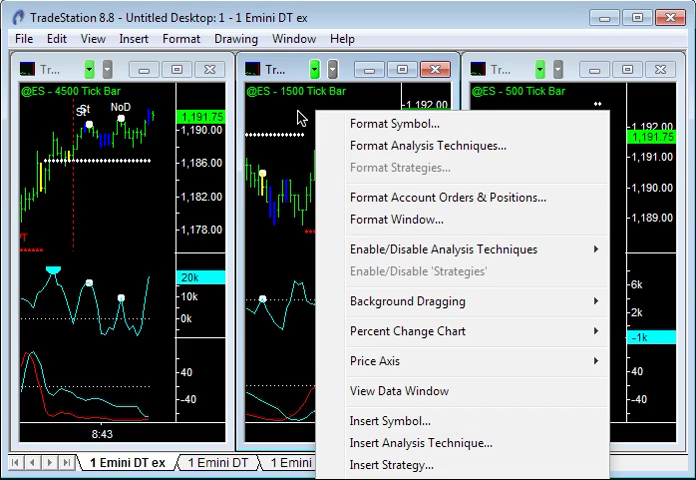 TradeStation 8.8 - Untitled Desktop: 1 - 1 Emini DT ex
File Edit View Insert Format Drawing Window Help
Tr...
@ES - 4500 Tick Bar
St
NoD
1,191.75
1,190.00
1,186.00
1,182.00
1,178.00
20k
10k
0k
40
-40
8:43
Tr...
@ES - 1500 Tick Bar
1,192.00
Tr...
@ES - 500 Tick Bar
1,192.00
1,191.75
1,191.00
1,190.00
1,189.00
6k
2k
-1k
40
-40
Format Symbol...
Format Analysis Techniques...
Format Strategies...
Format Account Orders & Positions...
Format Window...
Enable/Disable Analysis Techniques
Enable/Disable 'Strategies'
Background Dragging
Percent Change Chart
Price Axis
View Data Window
Insert Symbol...
Insert Analysis Technique...
Insert Strategy...
1 Emini DT ex
1 Emini DT
1 Emini